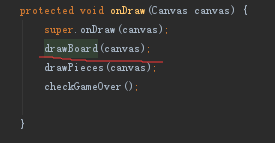 protected void onDraw(Canvas canvas) {
super.onDraw(canvas);
drawBoard(canvas);
drawPieces(canvas);
checkGameOver();
}